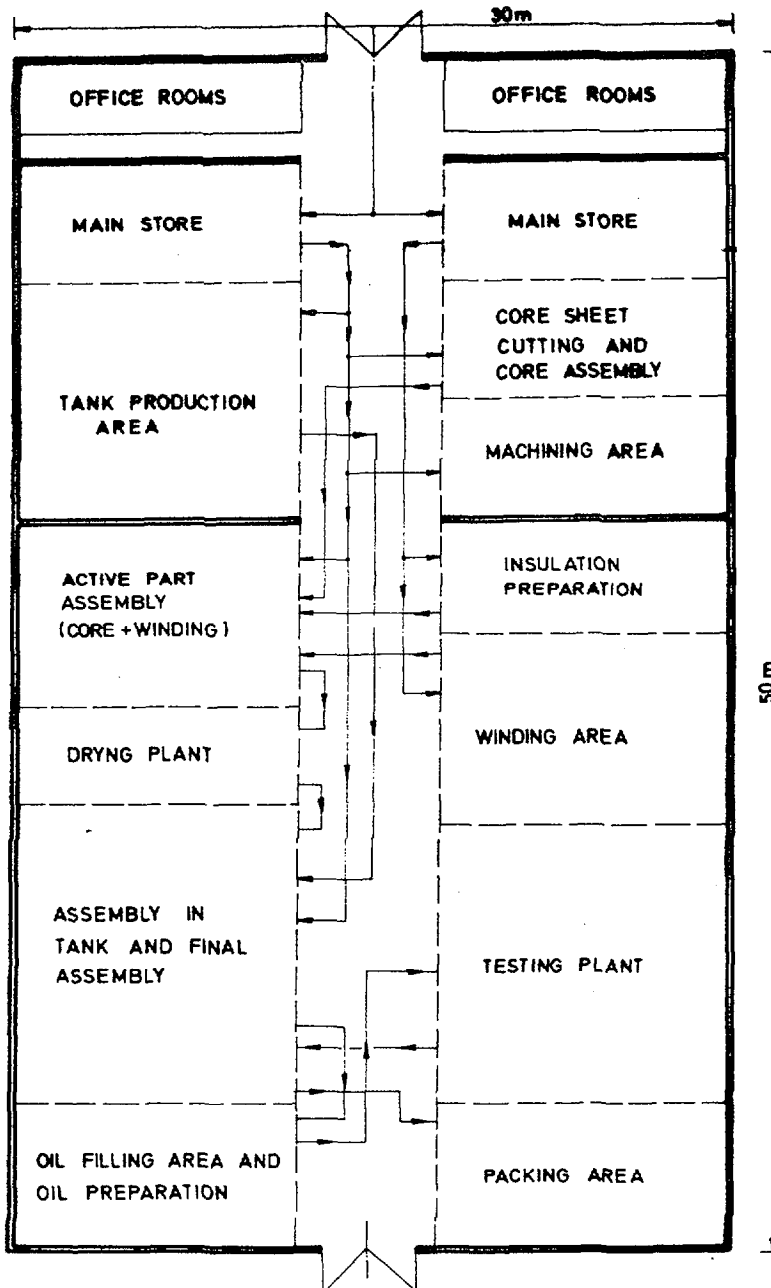 30m
OFFICE ROOMS
OFFICE ROOMS
MAIN STORE
MAIN STORE
CORE SHEET
CUTTING AND
CORE ASSEMBLY
TANK PRODUCTION
AREA
MACHINING AREA
ACTIVE PART
ASSEMBLY
(CORE + WINDING)
INSULATION
PREPARATION
50m
DRYNG PLANT
WINDING AREA
ASSEMBLY IN
TANK AND FINAL
ASSEMBLY
TESTING PLANT
OIL FILLING AREA AND
OIL PREPARATION
PACKING AREA